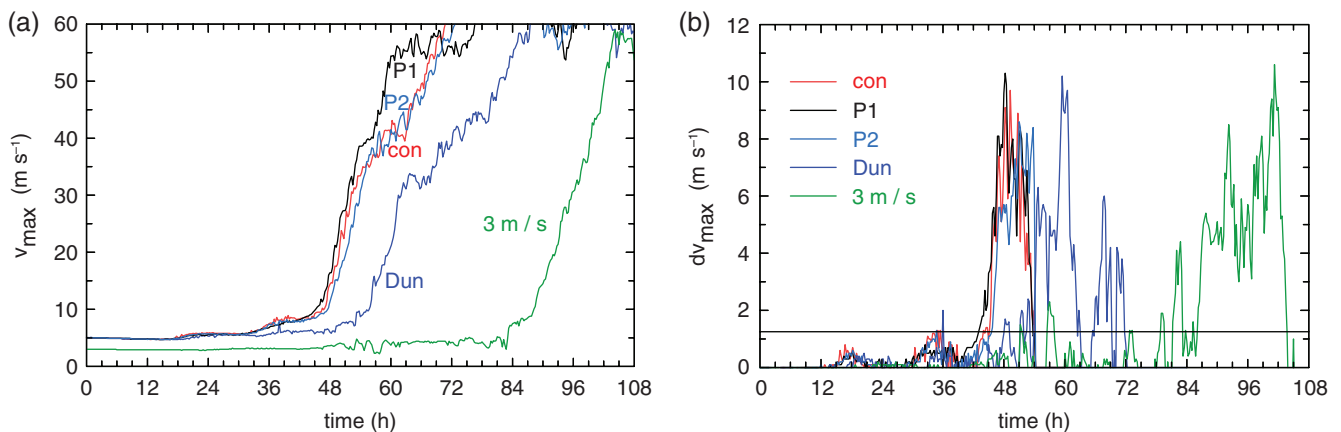 (a)
60
50
40
30
20
10
0
v_max (m s⁻¹)
P1
P2
con
3 m / s
Dun
0 12 24 36 48 60 72 84 96 108
time (h)
(b)
12
10
8
6
4
2
0
dv_max (m s⁻¹)
con
P1
P2
Dun
3 m / s
0 12 24 36 48 60 72 84 96 108
time (h)